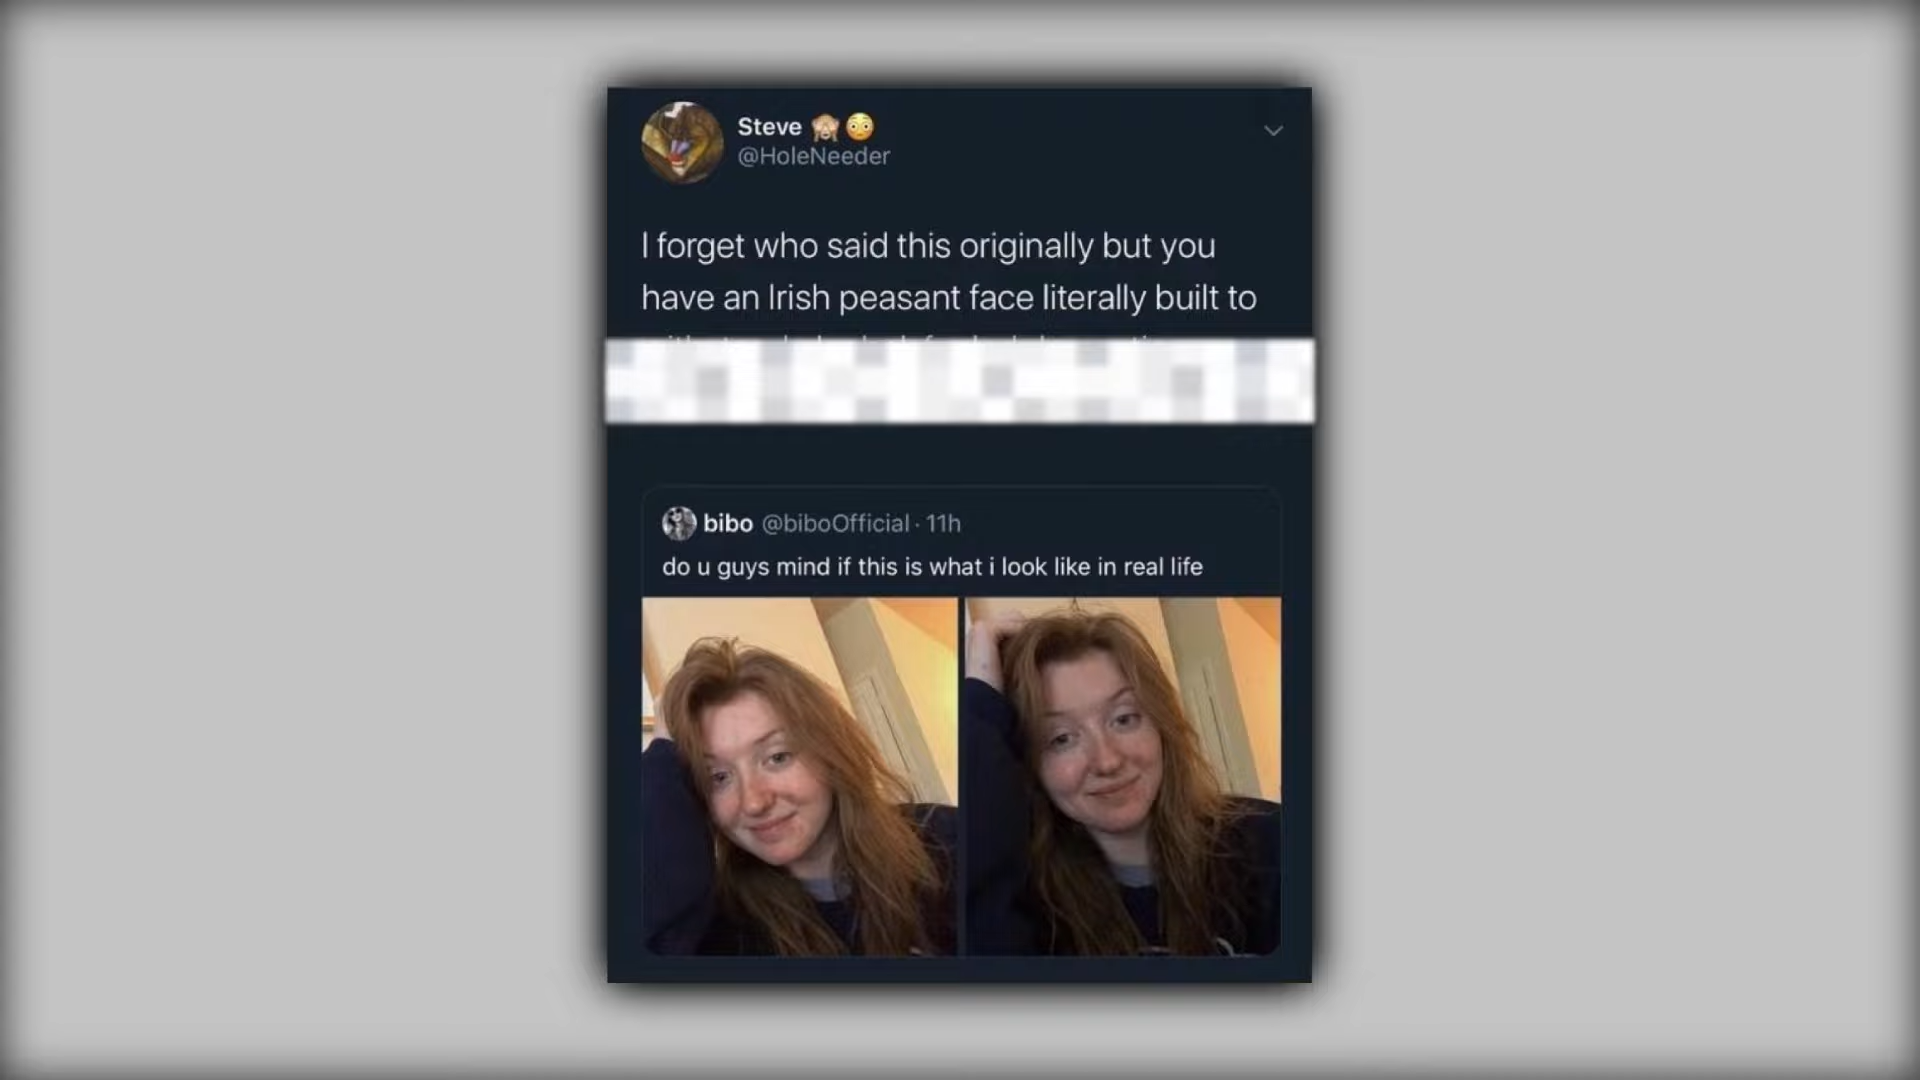 Steve 🙈😳
@HoleNeeder
I forget who said this originally but you
have an Irish peasant face literally built to
bibo @biboOfficial · 11h
do u guys mind if this is what i look like in real life